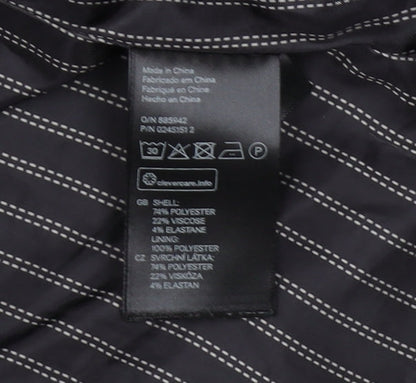 Made in China
Fabricado em China
Fabriqué en China
Hecho en China
O/N 885942
P/N 0245151 2
30 P
clevercare.info
GB SHELL:
74% POLYESTER
22% VISCOSE
4% ELASTANE
LINING:
100% POLYESTER
CZ SVRCHNÍ LÁTKA:
74% POLYESTER
22% VISKÓZA
4% ELASTAN